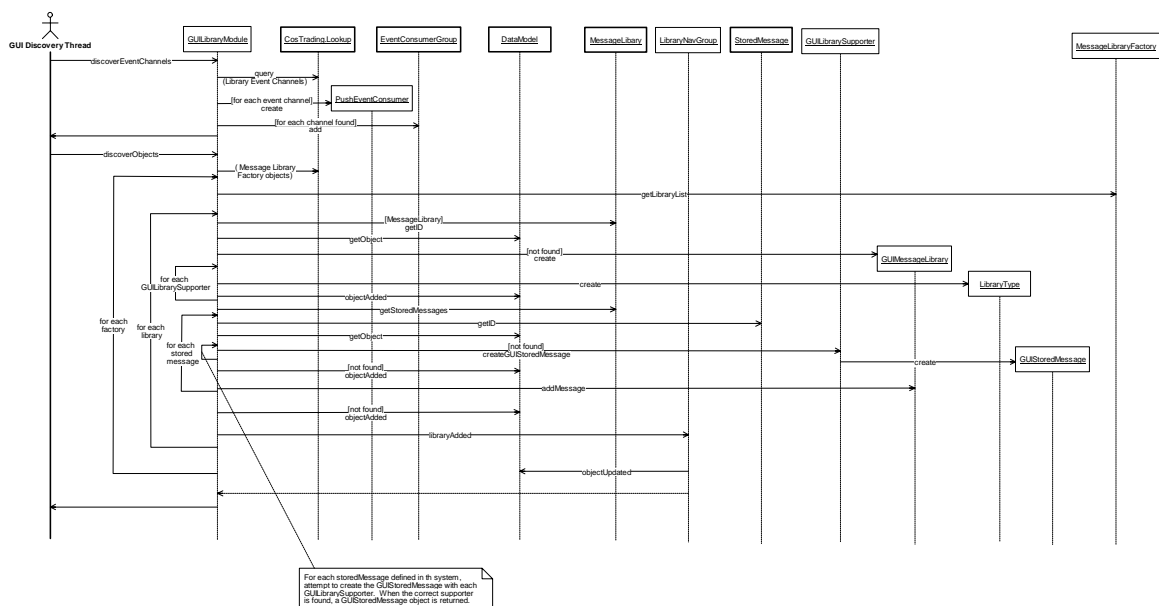 GUI Discovery Thread
GUILibraryModule
CosTrading.Lookup
EventConsumerGroup
DataModel
MessageLibary
LibraryNavGroup
StoredMessage
GUILibrarySupporter
MessageLibraryFactory
discoverEventChannels
query
(Library Event Channels)
[for each event channel]
create
PushEventConsumer
[for each channel found]
add
discoverObjects
( Message Library
Factory objects)
getLibraryList
[MessageLibrary]
getID
getObject
[not found]
create
GUIMessageLibrary
for each
GUILibrarySupporter
create
LibraryType
objectAdded
getStoredMessages
for each
factory
for each
library
getID
getObject
for each
stored
message
[not found]
createGUIStoredMessage
create
GUIStoredMessage
[not found]
objectAdded
addMessage
[not found]
objectAdded
libraryAdded
objectUpdated
For each storedMessage defined in th system,
attempt to create the GUIStoredMessage with each
GUILibrarySupporter. When the correct supporter
is found, a GUIStoredMessage object is returned.